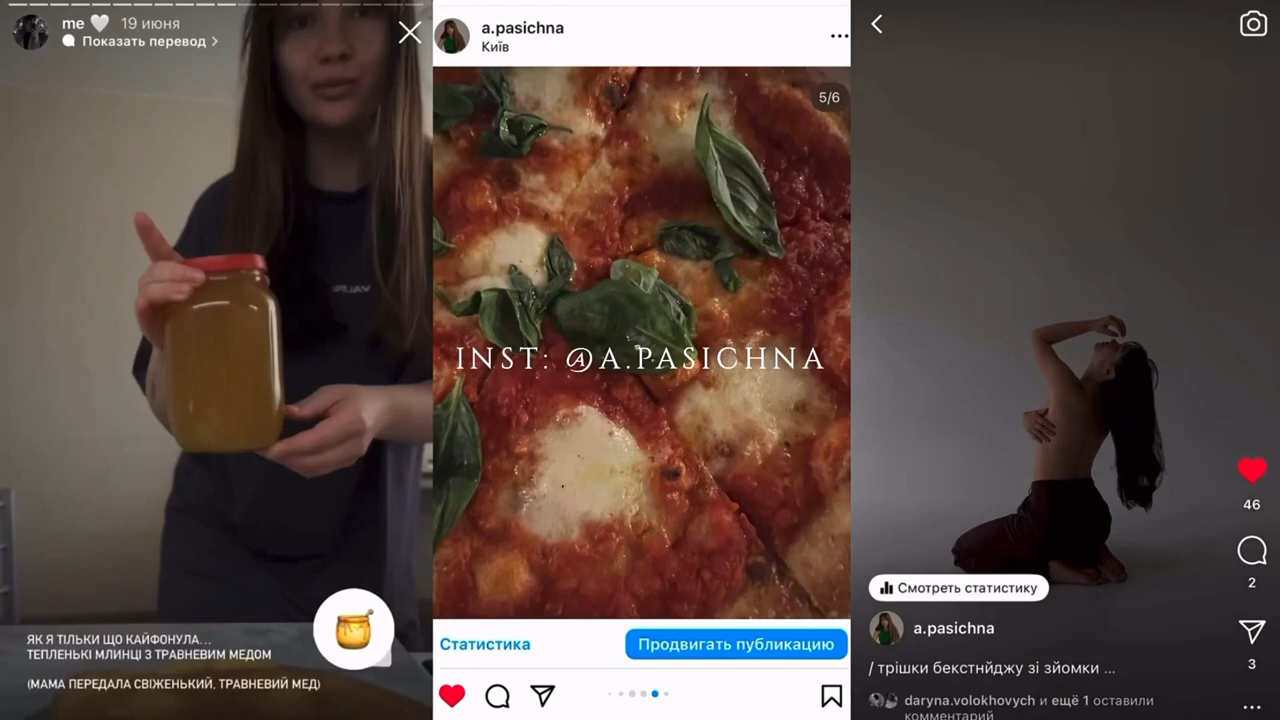 me 🤍 19 июня
Показать перевод >
ЯК Я ТІЛЬКИ ЩО КАЙФОНУЛА...
ТЕПЛЕНЬКІ МЛИНЦІ З ТРАВНЕВИМ МЕДОМ
(МАМА ПЕРЕДАЛА СВІЖЕНЬКИЙ, ТРАВНЕВИЙ МЕД)
a.pasichna
Київ
5/6
INST: @A.PASICHNA
Статистика
Продвигать публикацию
46
2
Смотреть статистику
a.pasichna
3
/ трішки бекстнйджу зі зйомки ...
daryna.volokhovych и ещё 1 оставили
комментарий